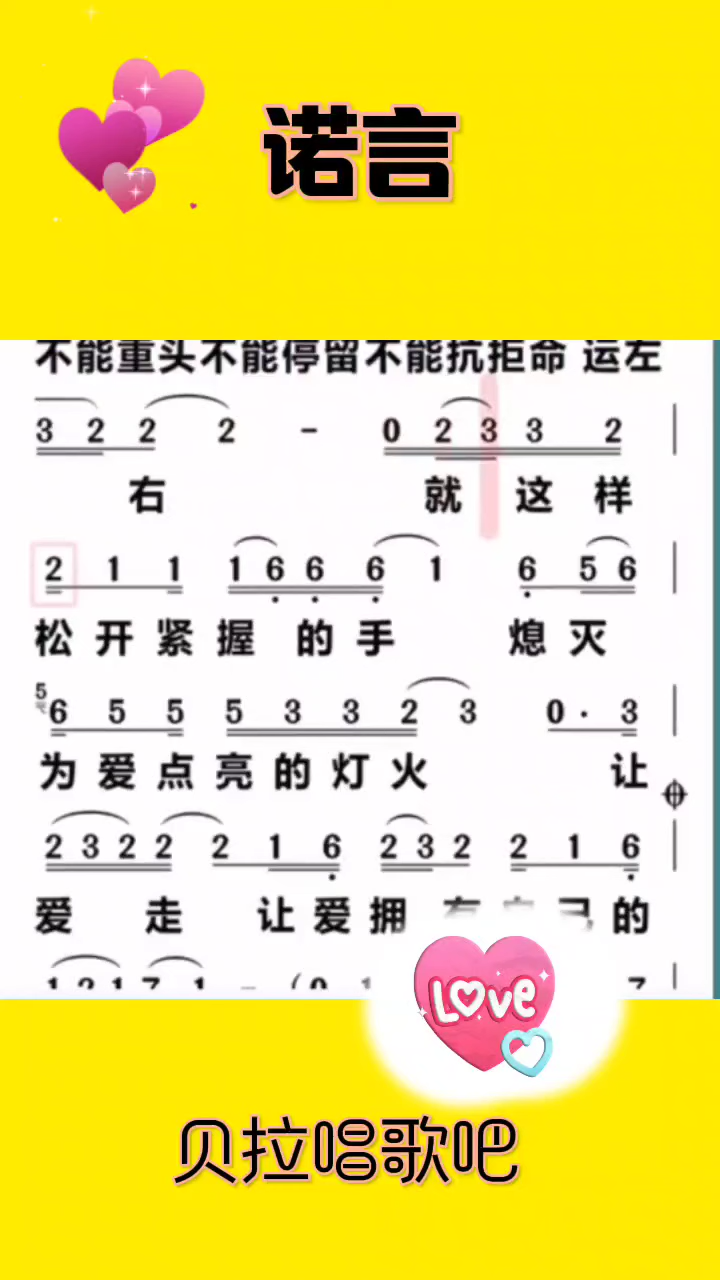 诺言
不能重头不能停留不能抗拒命 运左
3 2 2 2 - 0 2 3 3 2
右 就 这 样
2 1 1 1 6 6 6 1 6 5 6
松 开 紧 握 的 手 熄 灭
5
6 5 5 5 3 3 2 3 0 · 3
为 爱 点 亮 的 灯 火 让
2 3 2 2 2 1 6 2 3 2 2 1 6
爱 走 让 爱 拥 的
Love
贝拉唱歌吧